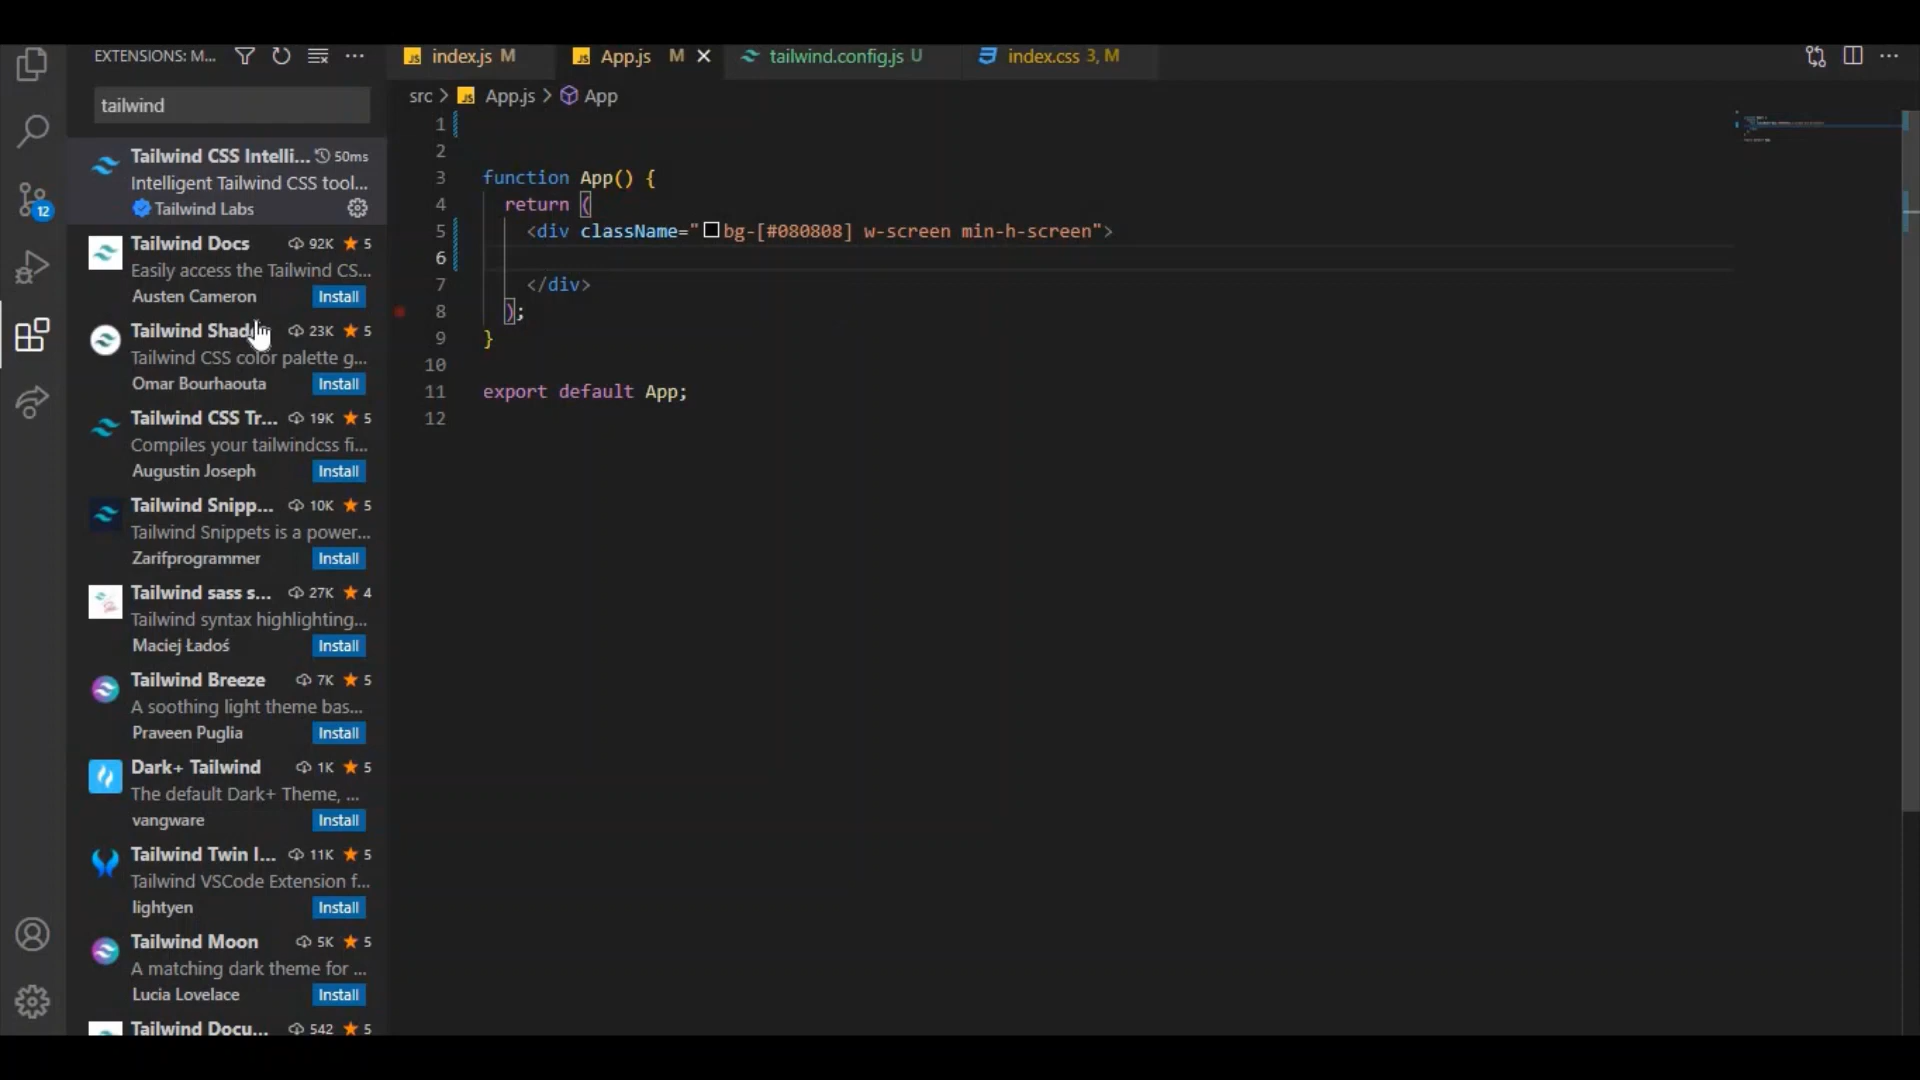 EXTENSIONS: M...
tailwind
Tailwind CSS Intelli... 50ms
Intelligent Tailwind CSS tool...
Tailwind Labs
Tailwind Docs 92K ★ 5
Easily access the Tailwind CS...
Austen Cameron Install
Tailwind Shad 23K ★ 5
Tailwind CSS color palette g...
Omar Bourhaouta Install
Tailwind CSS Tr... 19K ★ 5
Compiles your tailwindcss fi...
Augustin Joseph Install
Tailwind Snipp... 10K ★ 5
Tailwind Snippets is a power...
Zarifprogrammer Install
Tailwind sass s... 27K ★ 4
Tailwind syntax highlighting...
Maciej Ładoś Install
Tailwind Breeze 7K ★ 5
A soothing light theme bas...
Praveen Puglia Install
Dark+ Tailwind 1K ★ 5
The default Dark+ Theme, ...
vangware Install
Tailwind Twin I... 11K ★ 5
Tailwind VSCode Extension f...
lightyen Install
Tailwind Moon 5K ★ 5
A matching dark theme for ...
Lucia Lovelace Install
Tailwind Docu... 542 ★ 5
12
JS index.js M JS App.js M × tailwind.config.js U index.css 3, M ...
src > JS App.js > App
1
2
3 function App() {
4 return (
5 <div className="bg-[#080808] w-screen min-h-screen">
6
7 </div>
8 );
9 }
10
11 export default App;
12